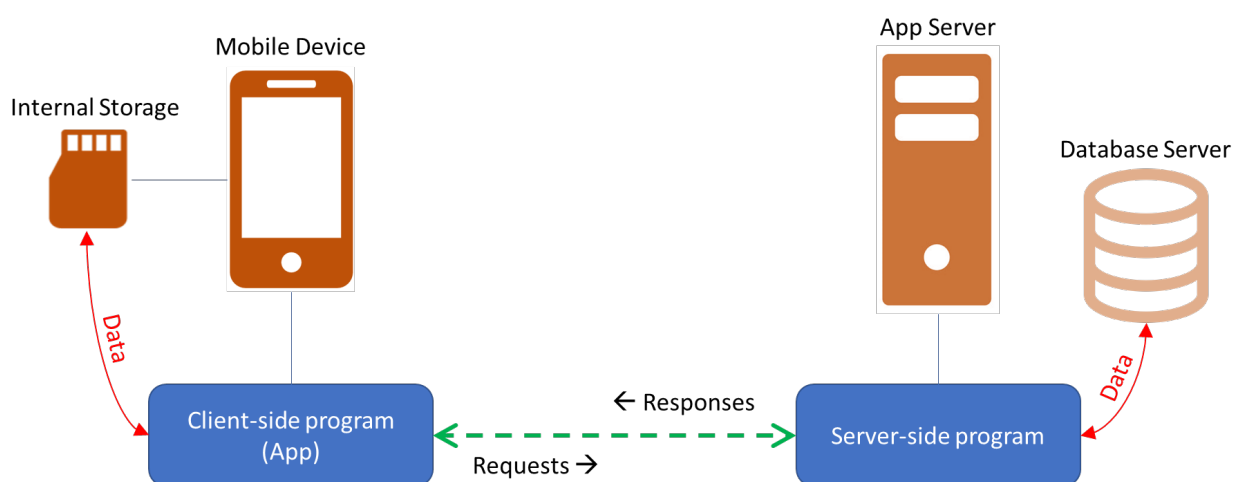 App Server
Mobile Device
Internal Storage
Database Server
Data
Data
← Responses
Client-side program
(App)
Server-side program
Requests →